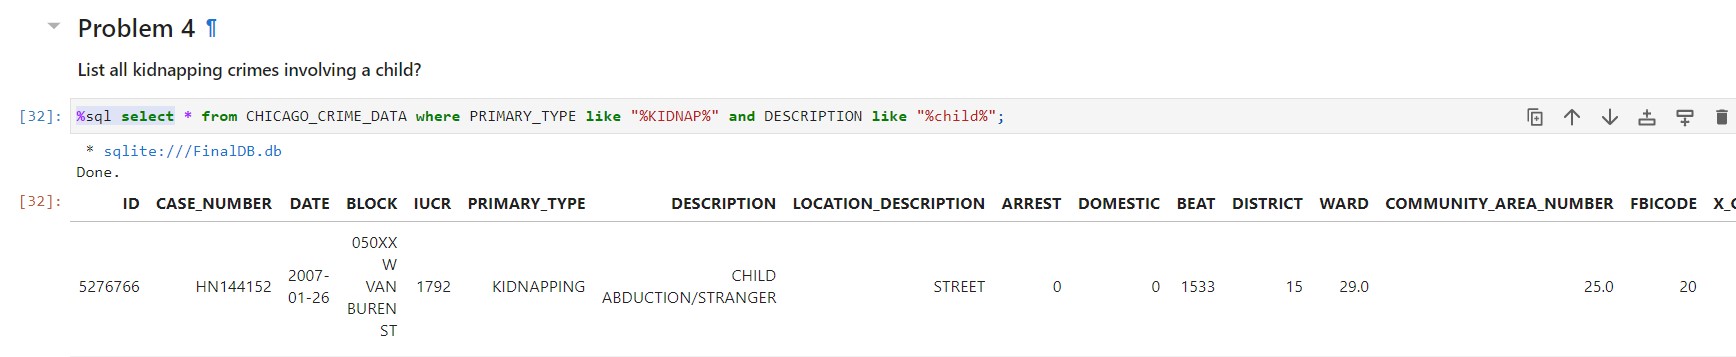 Problem 4 ¶
List all kidnapping crimes involving a child?
[32]: %sql select * from CHICAGO_CRIME_DATA where PRIMARY_TYPE like "%KIDNAP%" and DESCRIPTION like "%child%";
* sqlite:///FinalDB.db
Done.
[32]: ID CASE_NUMBER DATE BLOCK IUCR PRIMARY_TYPE DESCRIPTION LOCATION_DESCRIPTION ARREST DOMESTIC BEAT DISTRICT WARD COMMUNITY_AREA_NUMBER FBICODE X_C
050XX
W
5276766 HN144152 2007-01-26 VAN 1792 KIDNAPPING CHILD ABDUCTION/STRANGER STREET 0 0 1533 15 29.0 25.0 20
BUREN
ST